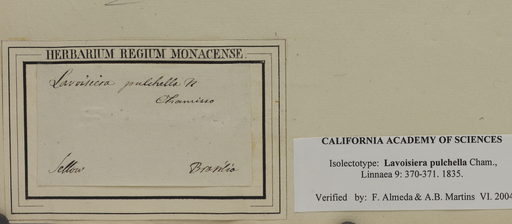 HERBARIUM REGIUM MONACENSE.
Lavoisiera pulchella N
Chamisso
Sellow Brasilia
CALIFORNIA ACADEMY OF SCIENCES
Isolectotype: Lavoisiera pulchella Cham.,
Linnaea 9: 370-371. 1835.
Verified by: F. Almeda & A.B. Martins VI. 2004